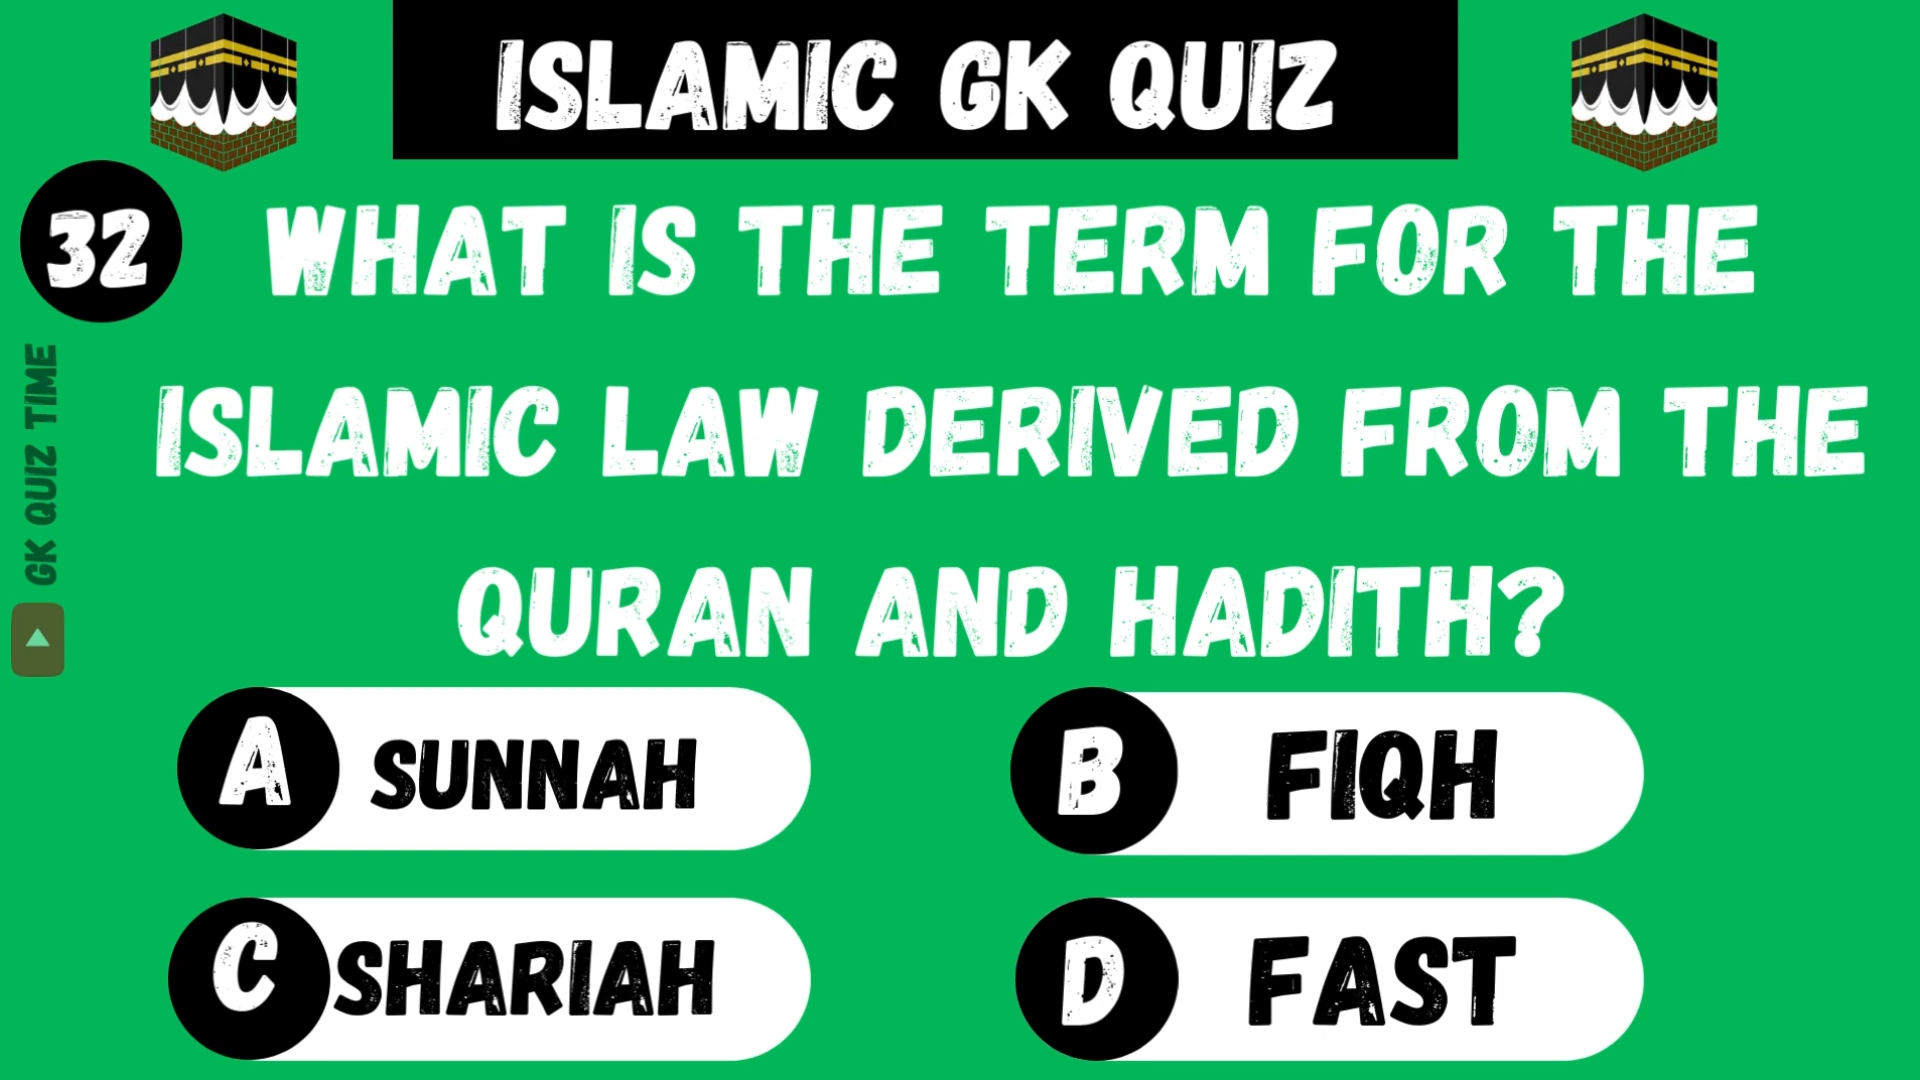 ISLAMIC GK QUIZ
32
WHAT IS THE TERM FOR THE
ISLAMIC LAW DERIVED FROM THE
QURAN AND HADITH?
GK QUIZ TIME
A SUNNAH
B FIQH
C SHARIAH
D FAST